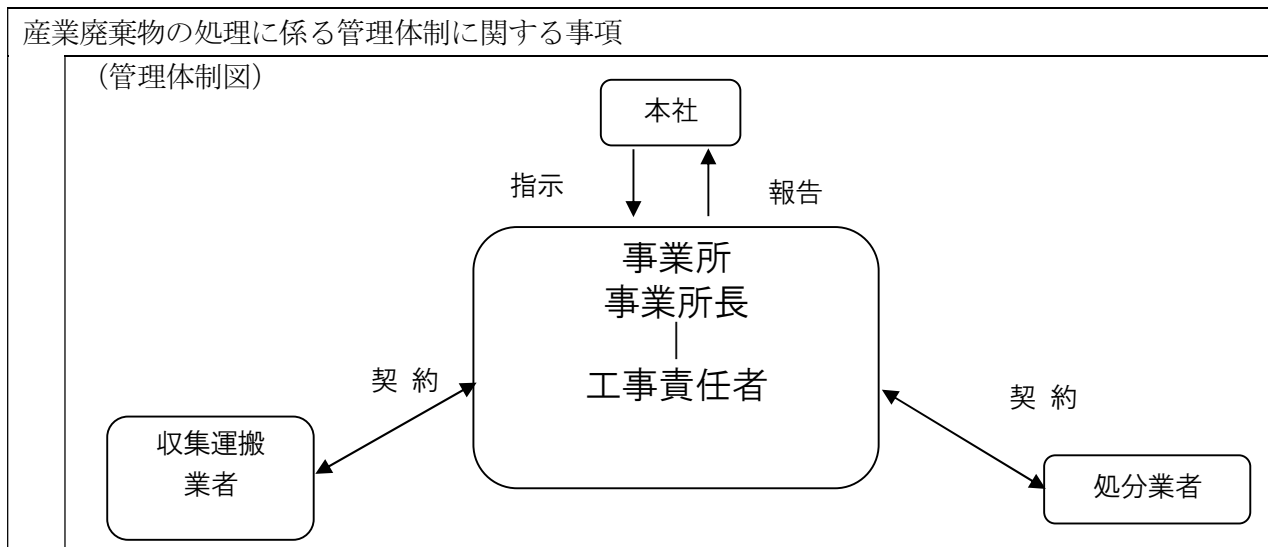 産業廃棄物の処理に係る管理体制に関する事項
（管理体制図）
本社
指示
報告
事業所
事業所長
工事責任者
契 約
契 約
収集運搬
業者
処分業者